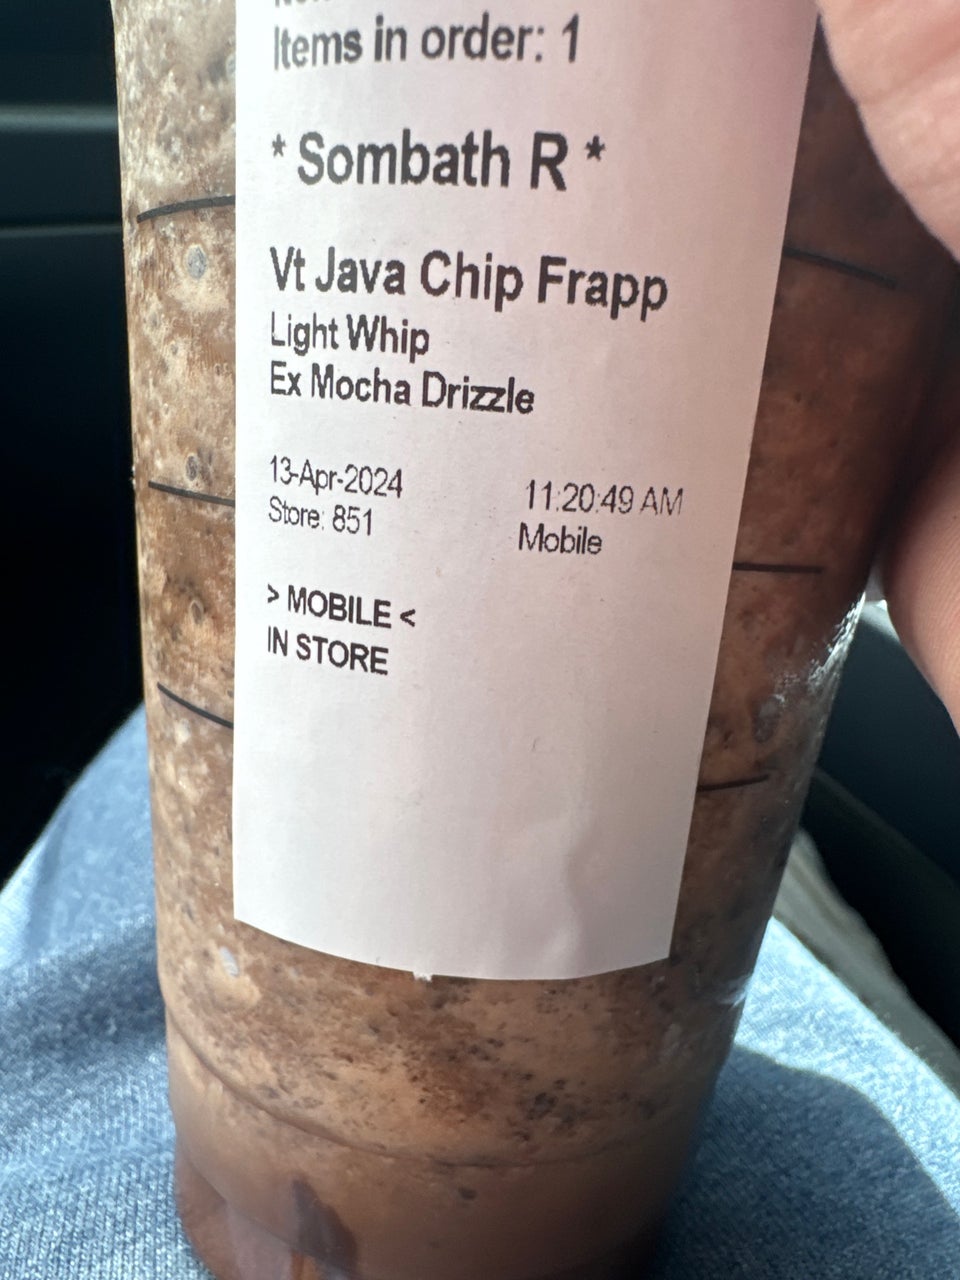 Items in order: 1
* Sombath R *
Vt Java Chip Frapp
Light Whip
Ex Mocha Drizzle
13-Apr-2024 11:20:49 AM
Store: 851 Mobile
> MOBILE <
IN STORE